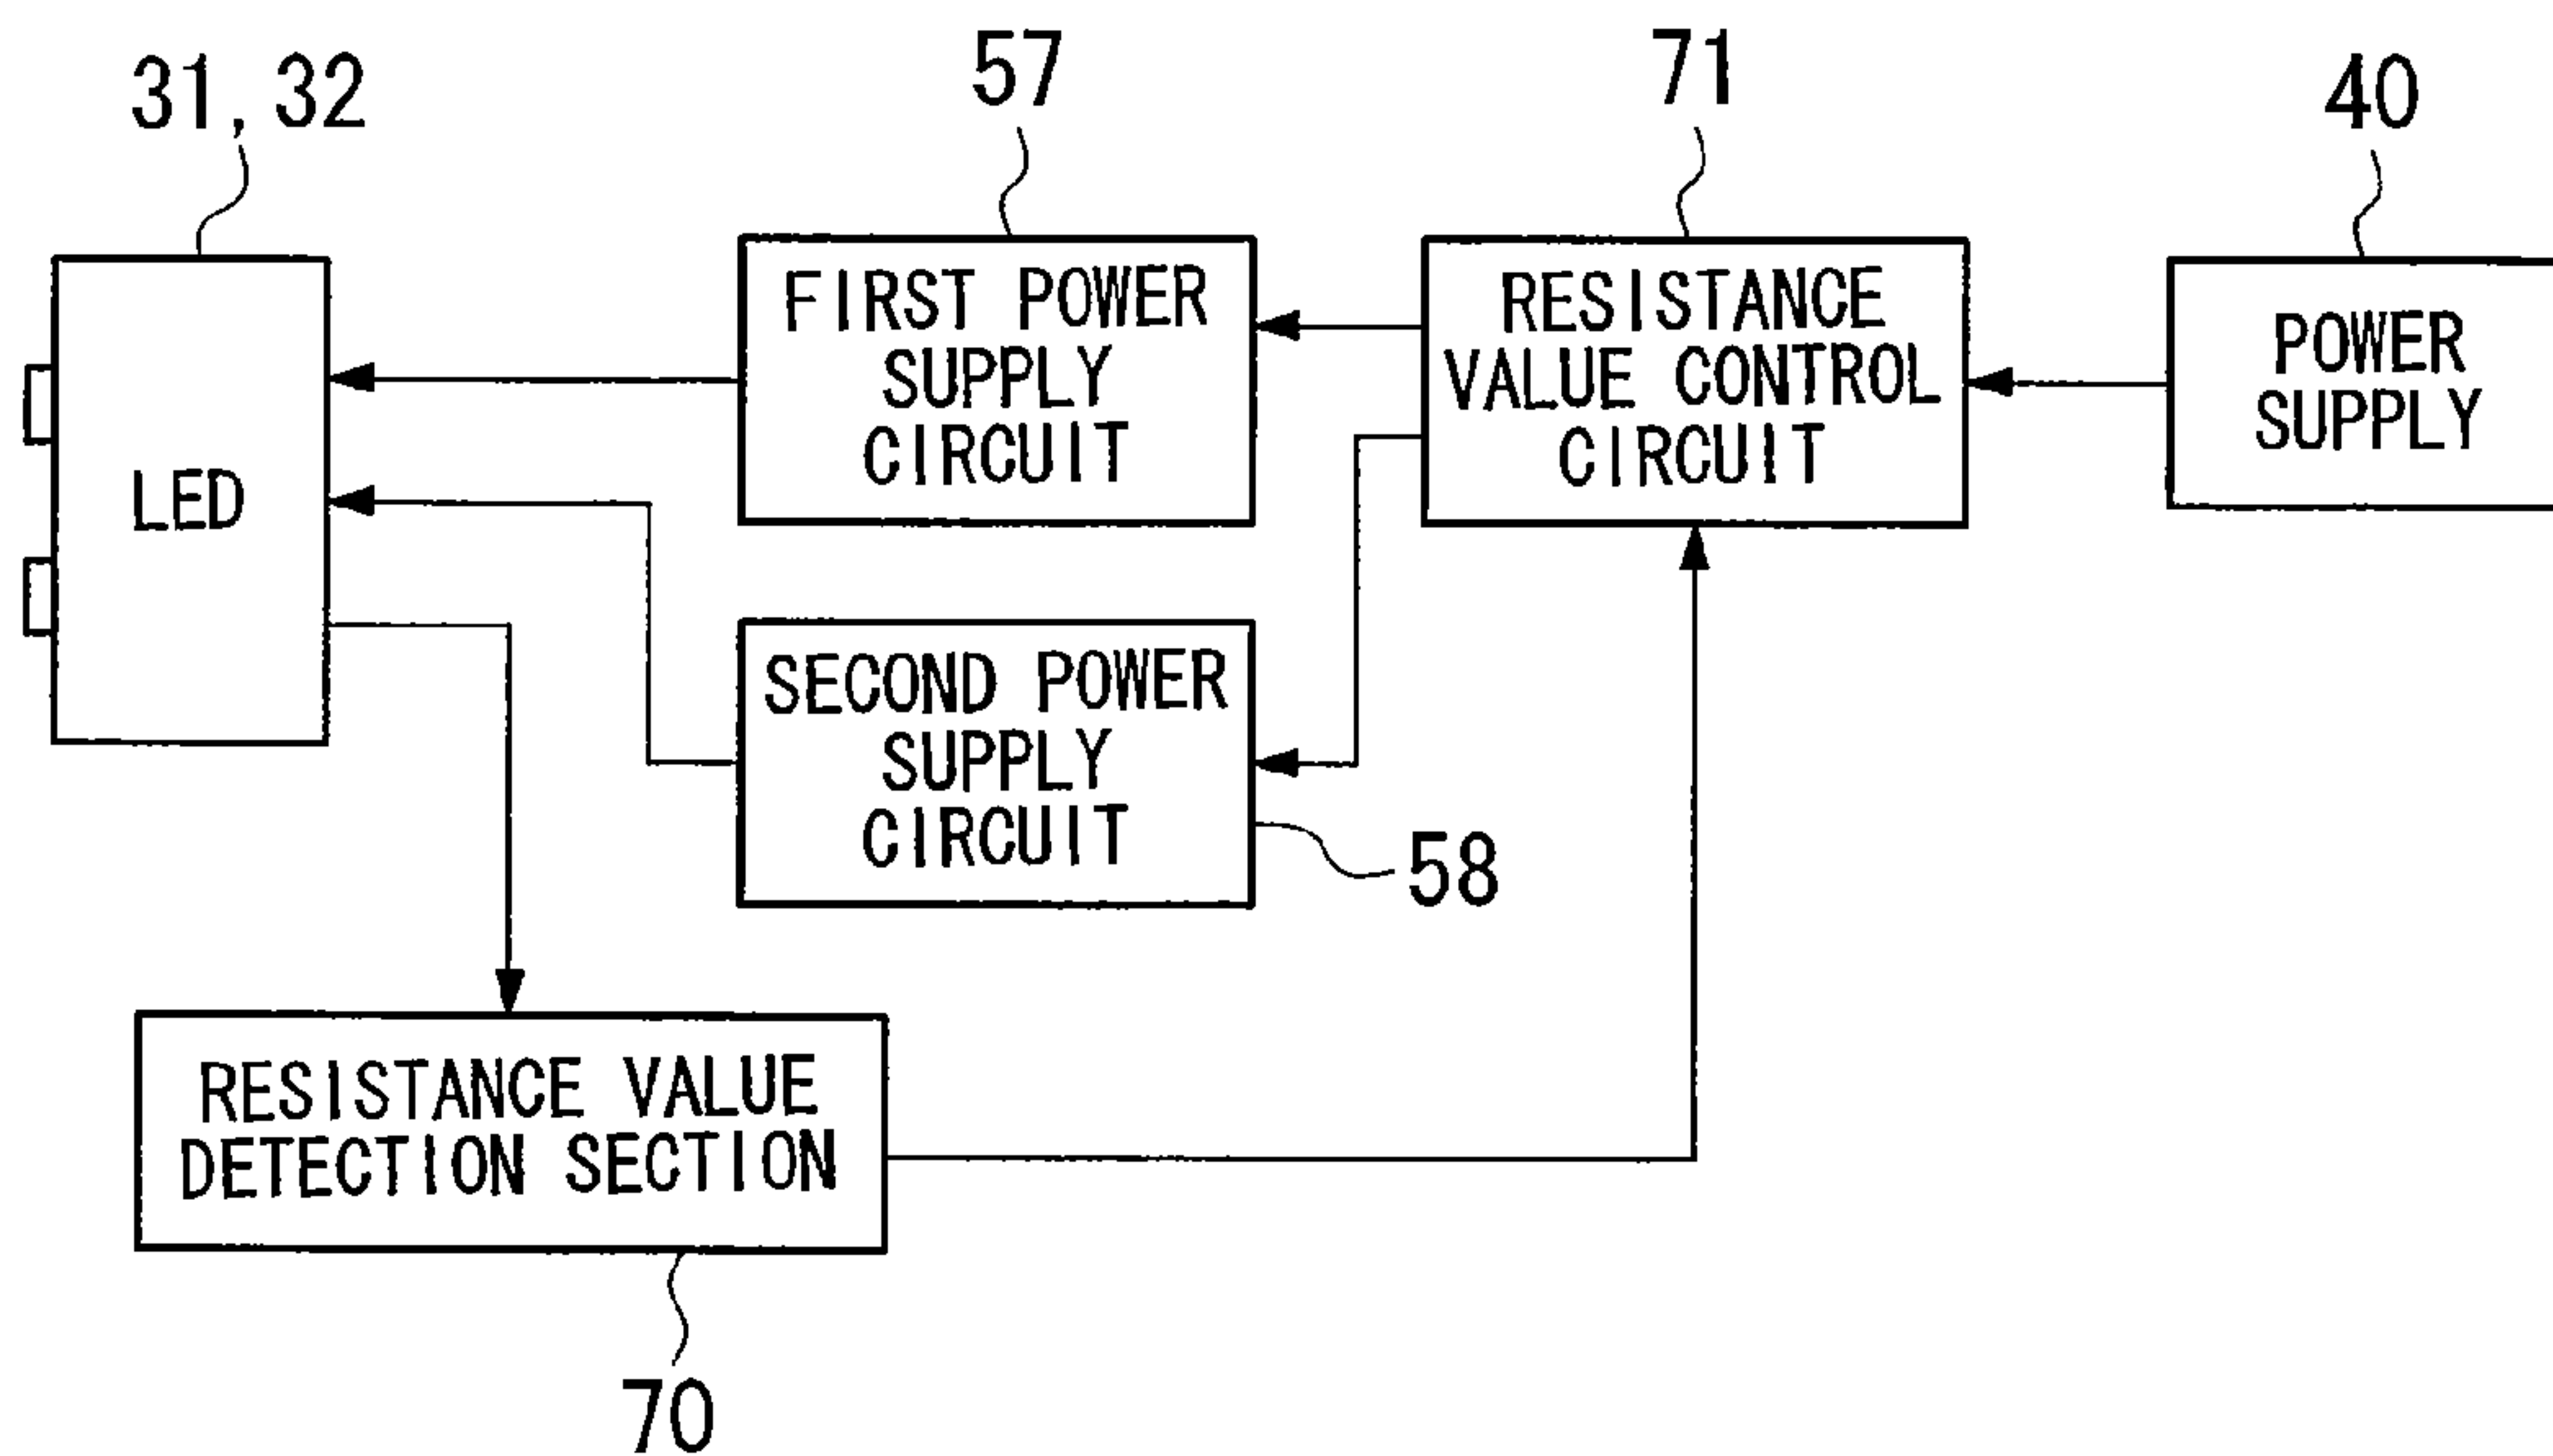 31, 32
57
71
40
LED
FIRST POWER
SUPPLY
CIRCUIT
RESISTANCE
VALUE CONTROL
CIRCUIT
POWER
SUPPLY
SECOND POWER
SUPPLY
CIRCUIT
58
RESISTANCE VALUE
DETECTION SECTION
70